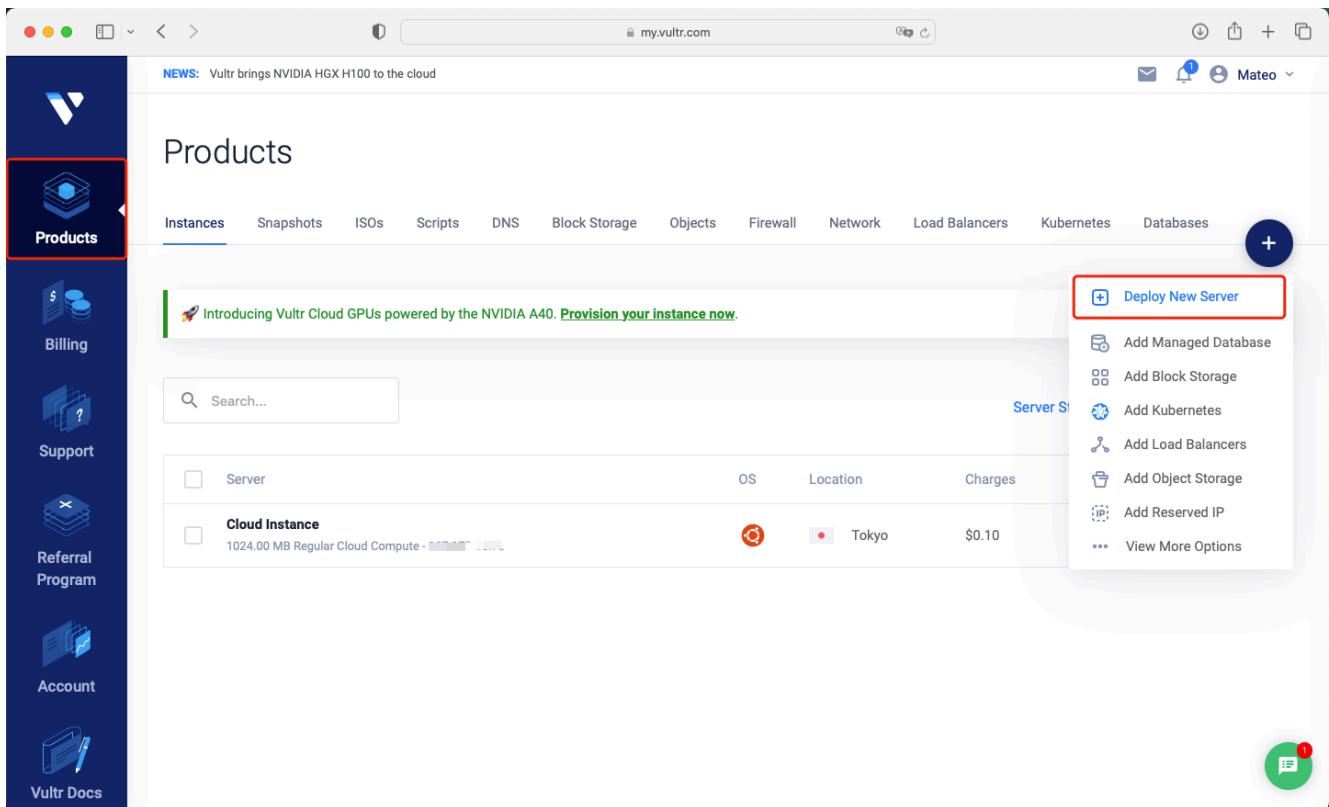 my.vultr.com
NEWS: Vultr brings NVIDIA HGX H100 to the cloud
1
Mateo
Products
Products
Billing
Support
Referral
Program
Account
Vultr Docs
Instances Snapshots ISOs Scripts DNS Block Storage Objects Firewall Network Load Balancers Kubernetes Databases
+
Deploy New Server
Add Managed Database
Add Block Storage
Add Kubernetes
Add Load Balancers
Add Object Storage
IP Add Reserved IP
View More Options
🚀 Introducing Vultr Cloud GPUs powered by the NVIDIA A40. Provision your instance now.
Search...
Server
Server OS Location Charges
Cloud Instance
1024.00 MB Regular Cloud Compute -
Tokyo $0.10
1